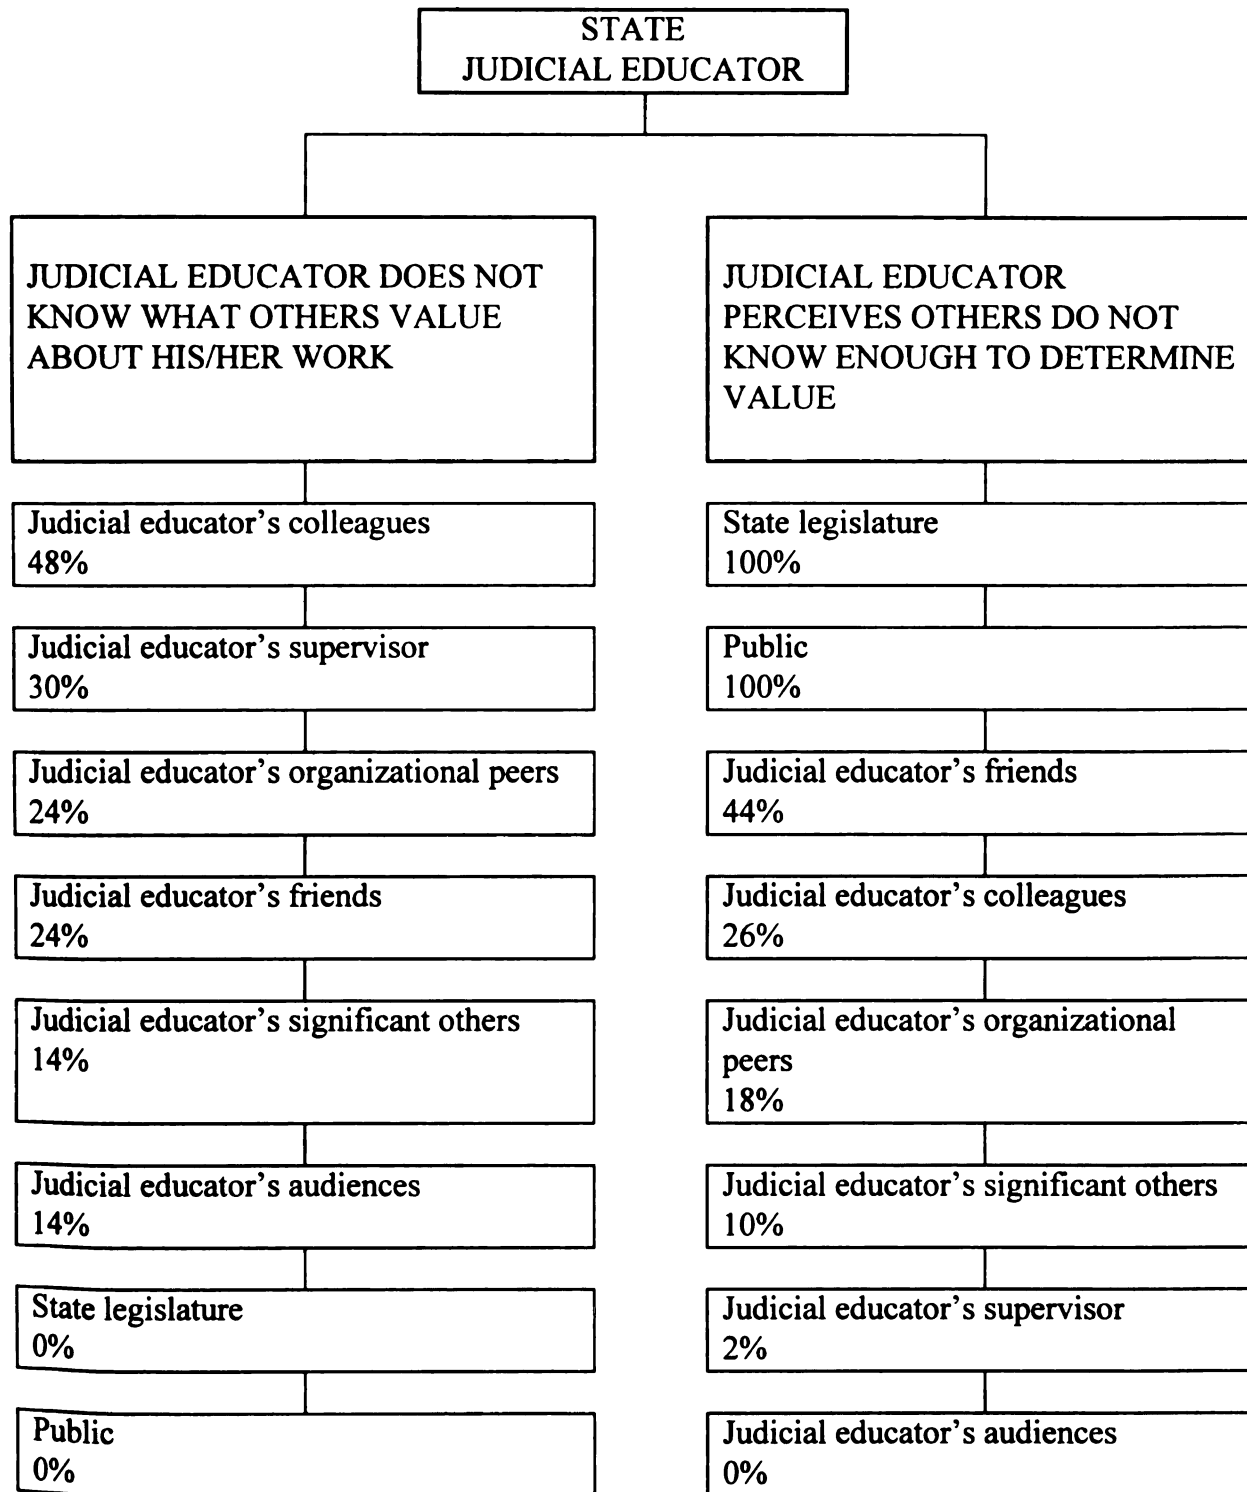 STATE
JUDICIAL EDUCATOR
JUDICIAL EDUCATOR DOES NOT
KNOW WHAT OTHERS VALUE
ABOUT HIS/HER WORK
Judicial educator's colleagues
48%
Judicial educator's supervisor
30%
Judicial educator's organizational peers
24%
Judicial educator's friends
24%
Judicial educator's significant others
14%
Judicial educator's audiences
14%
State legislature
0%
Public
0%
JUDICIAL EDUCATOR
PERCEIVES OTHERS DO NOT
KNOW ENOUGH TO DETERMINE
VALUE
State legislature
100%
Public
100%
Judicial educator's friends
44%
Judicial educator's colleagues
26%
Judicial educator's organizational
peers
18%
Judicial educator's significant others
10%
Judicial educator's supervisor
2%
Judicial educator's audiences
0%